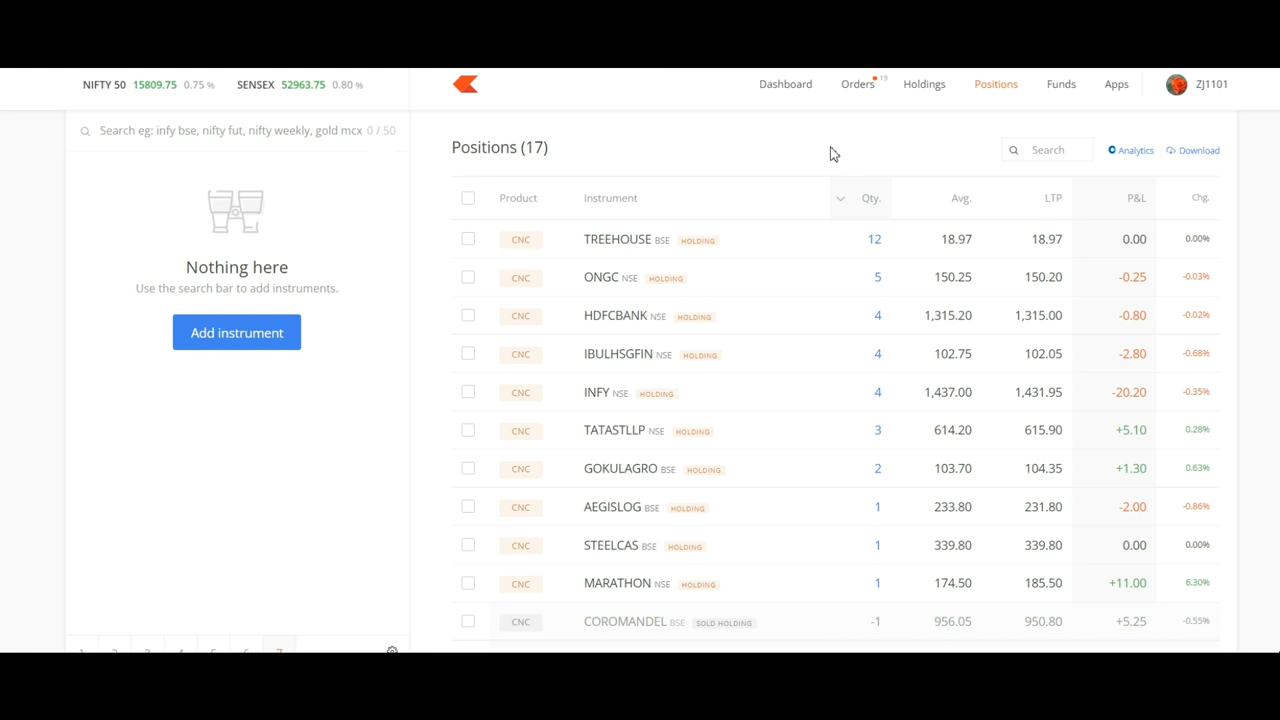 NIFTY 50 15809.75 0.75 % SENSEX 52963.75 0.80 %
Dashboard Orders 19 Holdings Positions Funds Apps ZJ1101
Search eg: infy bse, nifty fut, nifty weekly, gold mcx 0 / 50
Nothing here
Use the search bar to add instruments.
Add instrument
Positions (17)
Search Analytics Download
Product Instrument Qty. Avg. LTP P&L Chg.
CNC TREEHOUSE BSE HOLDING 12 18.97 18.97 0.00 0.00%
CNC ONGC NSE HOLDING 5 150.25 150.20 -0.25 -0.03%
CNC HDFCBANK NSE HOLDING 4 1,315.20 1,315.00 -0.80 -0.02%
CNC IBULHSGFIN NSE HOLDING 4 102.75 102.05 -2.80 -0.68%
CNC INFY NSE HOLDING 4 1,437.00 1,431.95 -20.20 -0.35%
CNC TATASTLLP NSE HOLDING 3 614.20 615.90 +5.10 0.28%
CNC GOKULAGRO BSE HOLDING 2 103.70 104.35 +1.30 0.63%
CNC AEGISLOG BSE HOLDING 1 233.80 231.80 -2.00 -0.86%
CNC STEELCAS BSE HOLDING 1 339.80 339.80 0.00 0.00%
CNC MARATHON NSE HOLDING 1 174.50 185.50 +11.00 6.30%
CNC COROMANDEL BSE SOLD HOLDING -1 956.05 950.80 +5.25 -0.55%